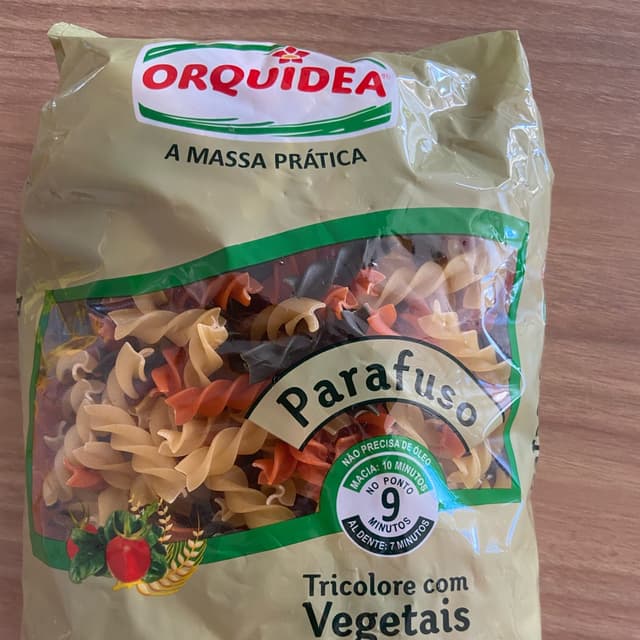 ORQUÍDEA
A MASSA PRÁTICA
Parafuso
NÃO PRECISA DE ÓLEO
MACIA: 10 MINUTOS
NO PONTO
9
MINUTOS
AL DENTE: 7 MINUTOS
Tricolore com
Vegetais